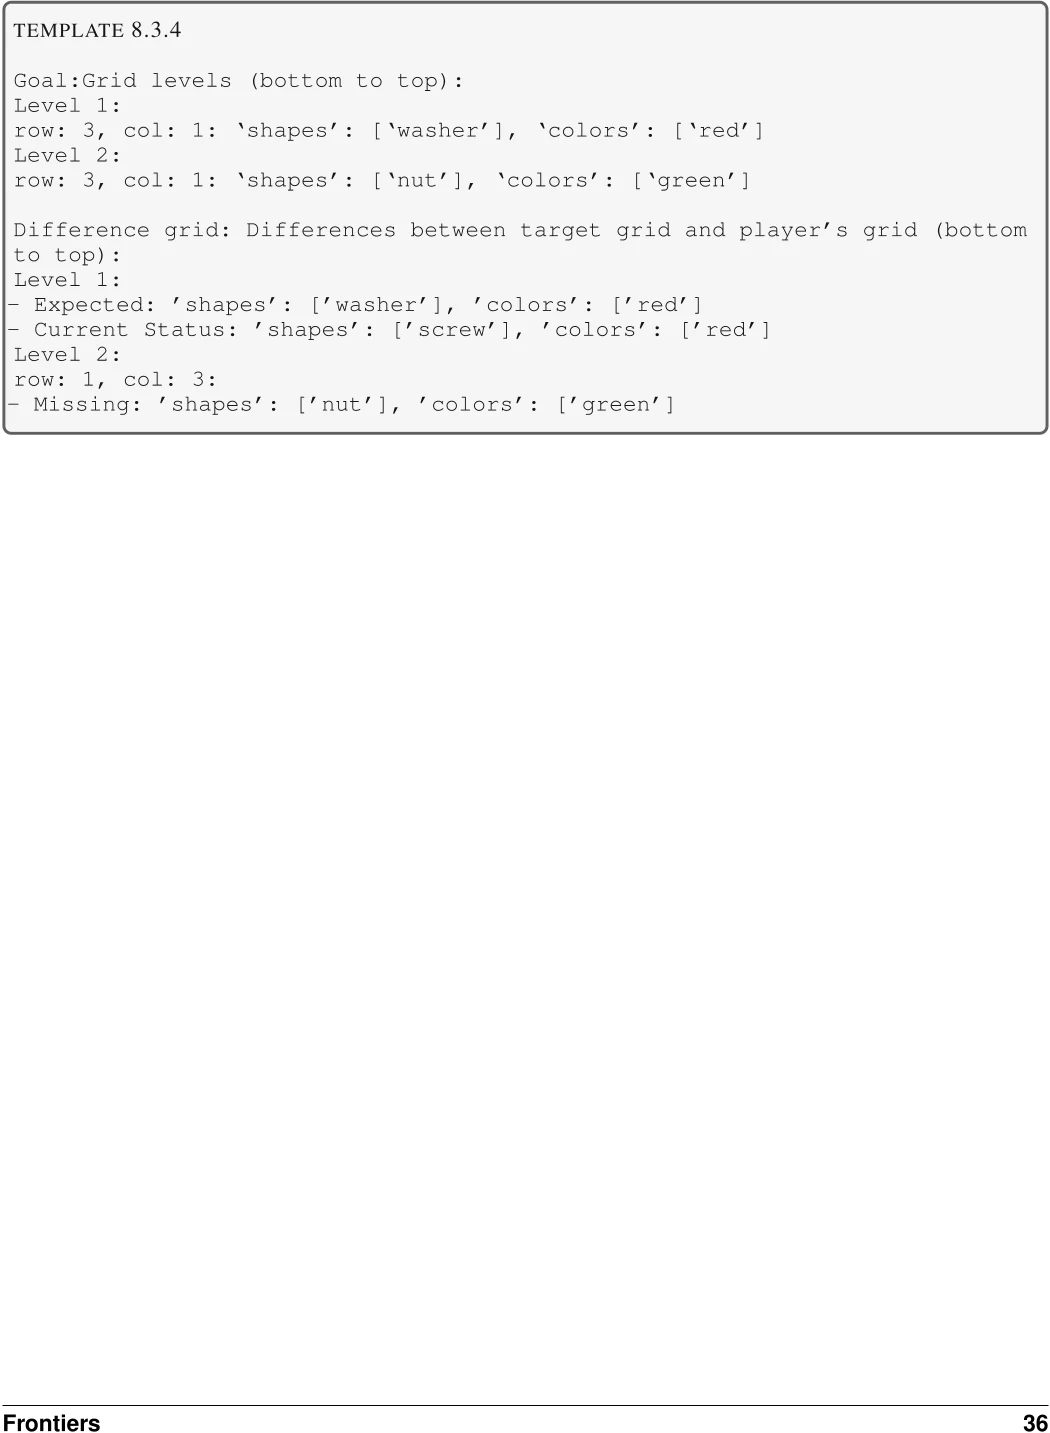 TEMPLATE 8.3.4
Goal:Grid levels (bottom to top):
Level 1:
row: 3, col: 1: ‘shapes’: [‘washer’], ‘colors’: [‘red’]
Level 2:
row: 3, col: 1: ‘shapes’: [‘nut’], ‘colors’: [‘green’]
Difference grid: Differences between target grid and player’s grid (bottom
to top):
Level 1:
- Expected: ’shapes’: [’washer’], ’colors’: [’red’]
- Current Status: ’shapes’: [’screw’], ’colors’: [’red’]
Level 2:
row: 1, col: 3:
- Missing: ’shapes’: [’nut’], ’colors’: [’green’]
Frontiers 36